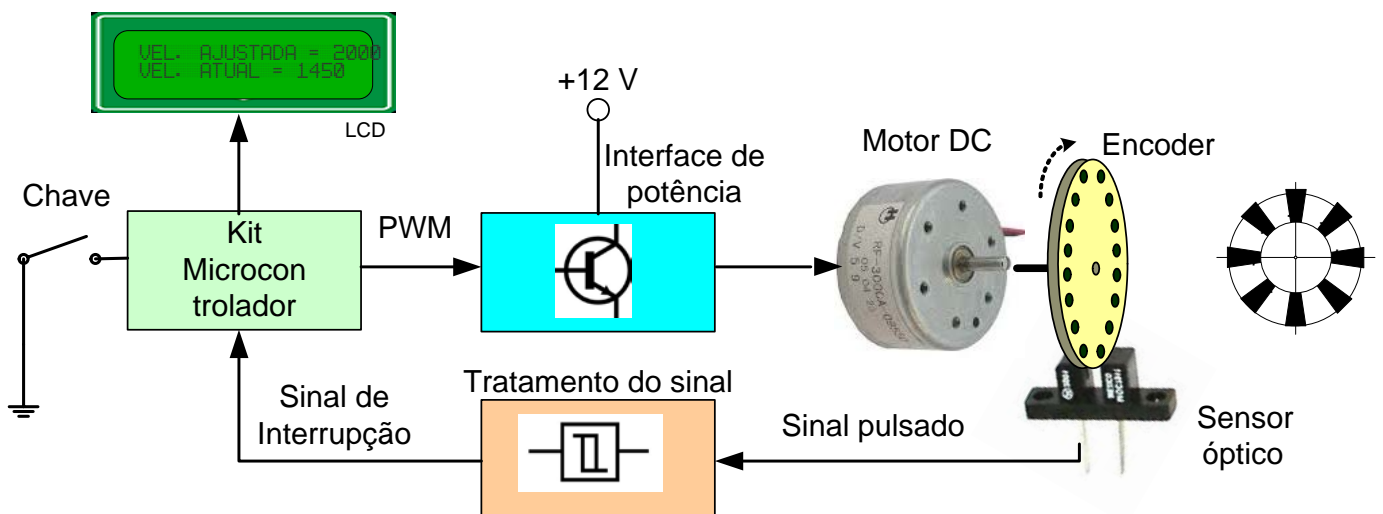 VEL. AJUSTADA = 2000
VEL. ATUAL = 1450
LCD
+12 V
Interface de
potência
Motor DC
Encoder
Chave
Kit
Microcon
trolador
PWM
Tratamento do sinal
Sinal de
Interrupção
Sinal pulsado
Sensor
óptico